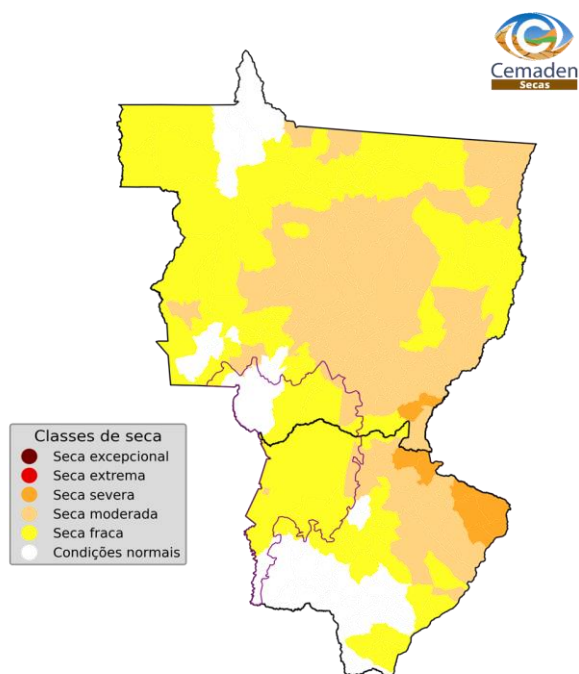 Cemaden
Secas
Classes de seca
Seca excepcional
Seca extrema
Seca severa
Seca moderada
Seca fraca
Condições normais